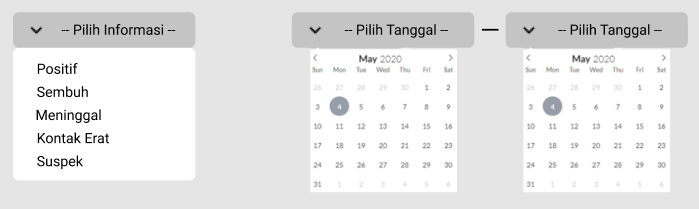 -- Pilih Informasi --
Positif
Sembuh
Meninggal
Kontak Erat
Suspek
-- Pilih Tanggal --
May 2020
Sun Mon Tue Wed Thu Fri Sat
26 27 28 29 30 1 2
3 4 5 6 7 8 9
10 11 12 13 14 15 16
17 18 19 20 21 22 23
24 25 26 27 28 29 30
31 1 2 3 4 5 6
-- Pilih Tanggal --
May 2020
Sun Mon Tue Wed Thu Fri Sat
26 27 28 29 30 1 2
3 4 5 6 7 8 9
10 11 12 13 14 15 16
17 18 19 20 21 22 23
24 25 26 27 28 29 30
31 1 2 3 4 5 6